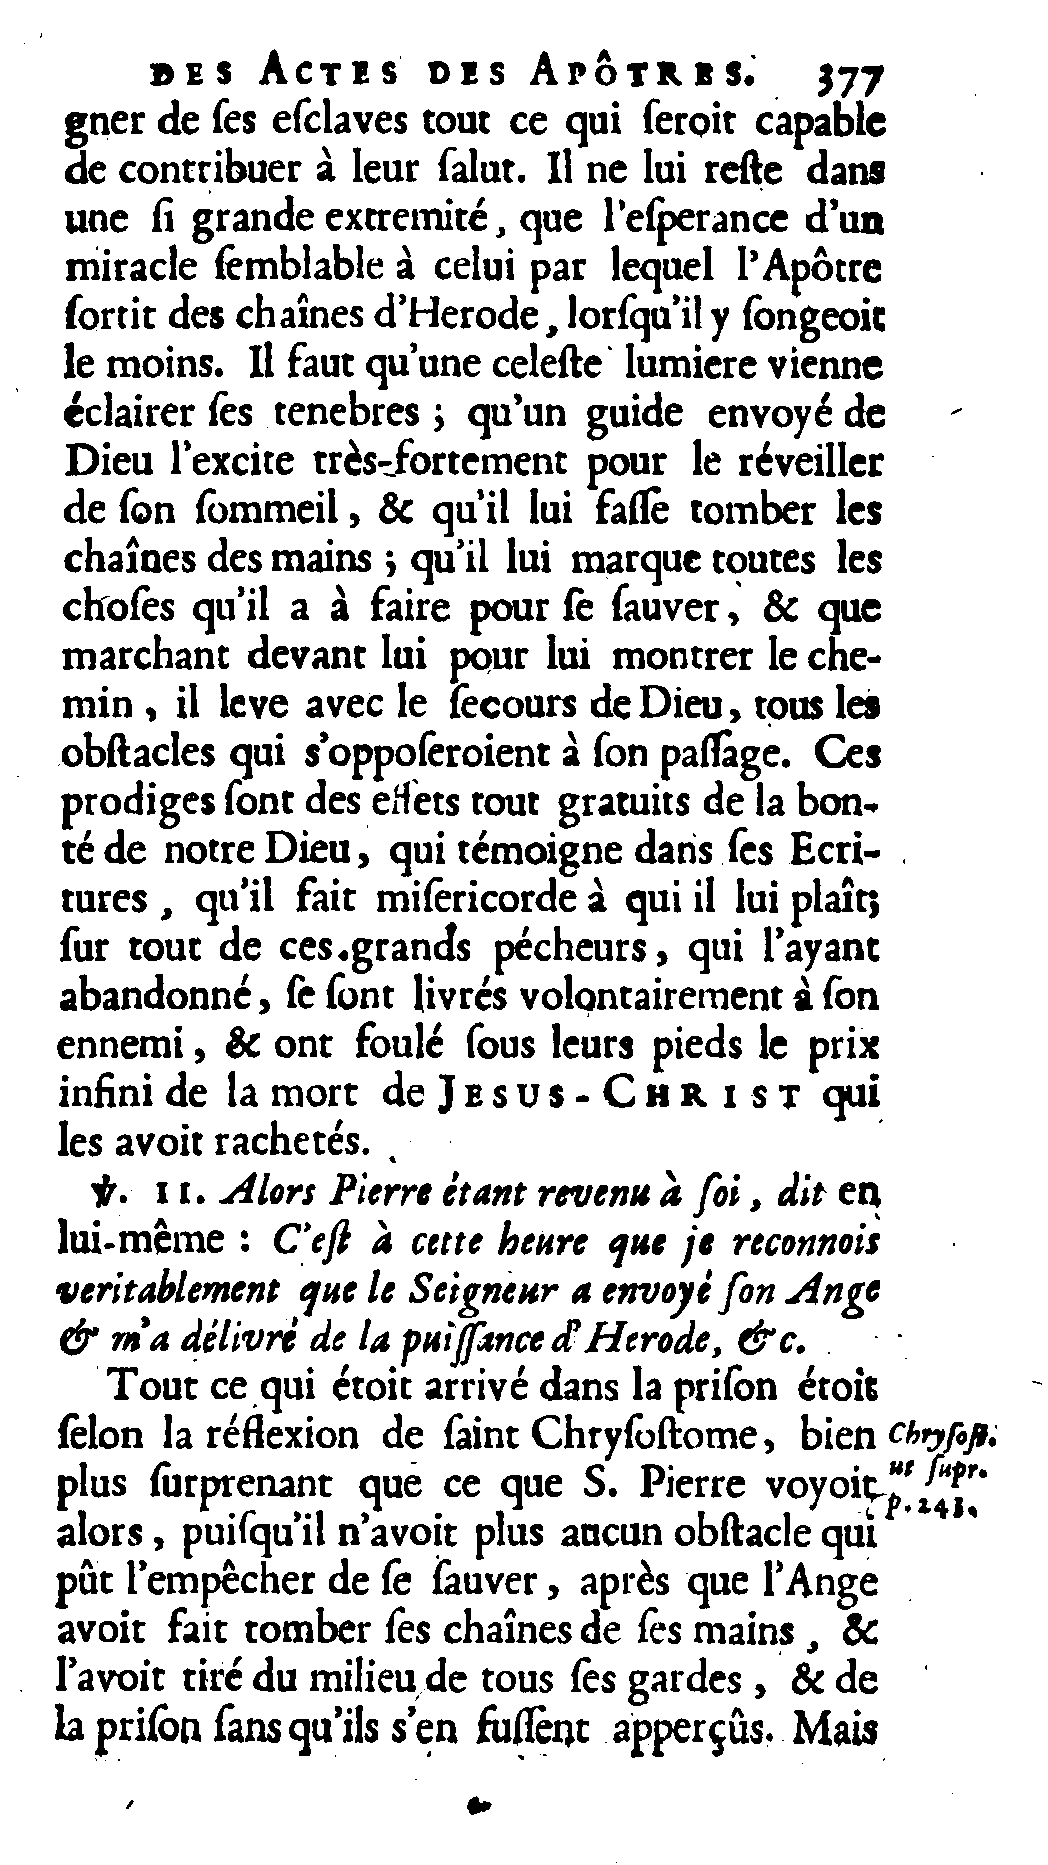 DES ACTES DES APÔTRES. 377
gner de ſes eſclaves tout ce qui ſeroit capable
de contribuer à leur ſalut. Il ne lui reſte dans
une ſi grande extremité, que l'eſperance d'un
miracle ſemblable à celui par lequel l'Apôtre
ſortit des chaînes d'Herode, lorſqu'il y ſongeoit
le moins. Il faut qu'une celeſte lumiere vienne
éclairer ſes tenebres ; qu'un guide envoyé de
Dieu l'excite très-fortement pour le réveiller
de ſon ſommeil, & qu'il lui faſſe tomber les
chaînes des mains ; qu'il lui marque toutes les
choſes qu'il a à faire pour ſe ſauver, & que
marchant devant lui pour lui montrer le che-
min, il leve avec le ſecours de Dieu, tous les
obſtacles qui s'oppoſeroient à ſon paſſage. Ces
prodiges ſont des effets tout gratuits de la bon-
té de notre Dieu, qui témoigne dans ſes Ecri-
tures, qu'il fait miſericorde à qui il lui plaît;
ſur tout de ces grands pécheurs, qui l'ayant
abandonné, ſe ſont livrés volontairement à ſon
ennemi, & ont foulé ſous leurs pieds le prix
infini de la mort de JESUS-CHRIST qui
les avoit rachetés.
℣. 11. Alors Pierre étant revenu à ſoi, dit en
lui-même : C'eſt à cette heure que je reconnois
veritablement que le Seigneur a envoyé ſon Ange
& m'a délivré de la puiſſance d'Herode, &c.
Tout ce qui étoit arrivé dans la priſon étoit
ſelon la réflexion de ſaint Chryſoſtome, bien
Chryſoſt.
plus ſurprenant que ce que S. Pierre voyoit
ut ſupr.
p. 243.
alors, puiſqu'il n'avoit plus aucun obſtacle qui
pût l'empêcher de ſe ſauver, après que l'Ange
avoit fait tomber ſes chaînes de ſes mains, &
l'avoit tiré du milieu de tous ſes gardes, & de
la priſon ſans qu'ils s'en fuſſent apperçûs. Mais